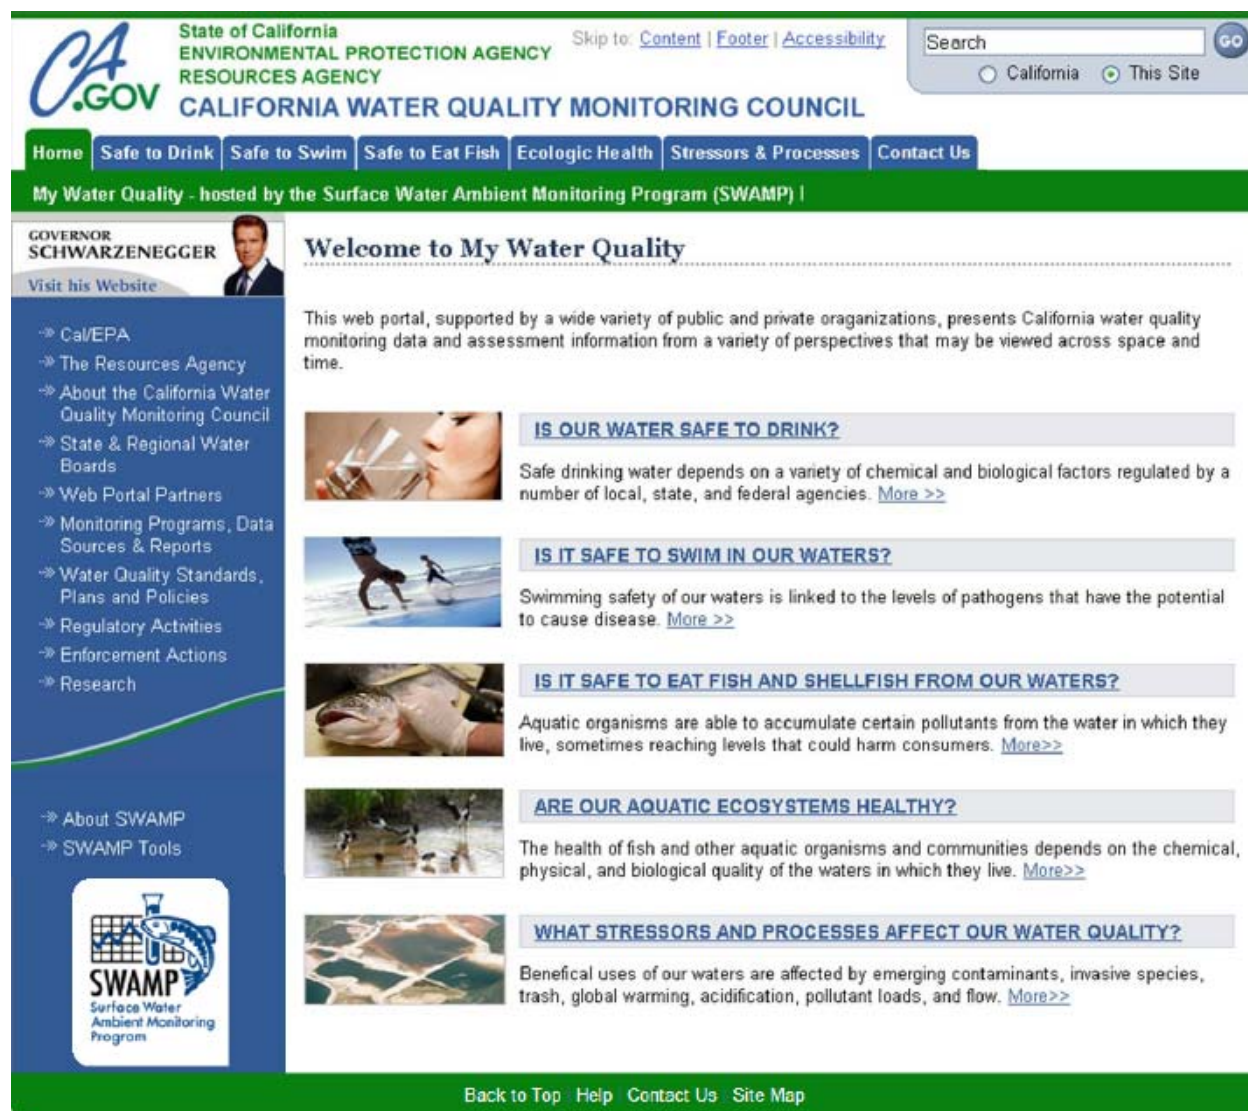 CA
.GOV
State of California
ENVIRONMENTAL PROTECTION AGENCY
RESOURCES AGENCY
CALIFORNIA WATER QUALITY MONITORING COUNCIL
Skip to: Content | Footer | Accessibility
Search
GO
California This Site
Home Safe to Drink Safe to Swim Safe to Eat Fish Ecologic Health Stressors & Processes Contact Us
My Water Quality - hosted by the Surface Water Ambient Monitoring Program (SWAMP) |
GOVERNOR
SCHWARZENEGGER
Visit his Website
Cal/EPA
The Resources Agency
About the California Water
Quality Monitoring Council
State & Regional Water
Boards
Web Portal Partners
Monitoring Programs, Data
Sources & Reports
Water Quality Standards,
Plans and Policies
Regulatory Activities
Enforcement Actions
Research
About SWAMP
SWAMP Tools
SWAMP
Surface Water
Ambient Monitoring
Program
Welcome to My Water Quality
This web portal, supported by a wide variety of public and private oraganizations, presents California water quality
monitoring data and assessment information from a variety of perspectives that may be viewed across space and
time.
IS OUR WATER SAFE TO DRINK?
Safe drinking water depends on a variety of chemical and biological factors regulated by a
number of local, state, and federal agencies. More >>
IS IT SAFE TO SWIM IN OUR WATERS?
Swimming safety of our waters is linked to the levels of pathogens that have the potential
to cause disease. More >>
IS IT SAFE TO EAT FISH AND SHELLFISH FROM OUR WATERS?
Aquatic organisms are able to accumulate certain pollutants from the water in which they
live, sometimes reaching levels that could harm consumers. More>>
ARE OUR AQUATIC ECOSYSTEMS HEALTHY?
The health of fish and other aquatic organisms and communities depends on the chemical,
physical, and biological quality of the waters in which they live. More>>
WHAT STRESSORS AND PROCESSES AFFECT OUR WATER QUALITY?
Benefical uses of our waters are affected by emerging contaminants, invasive species,
trash, global warming, acidification, pollutant loads, and flow. More>>
Back to Top Help Contact Us Site Map